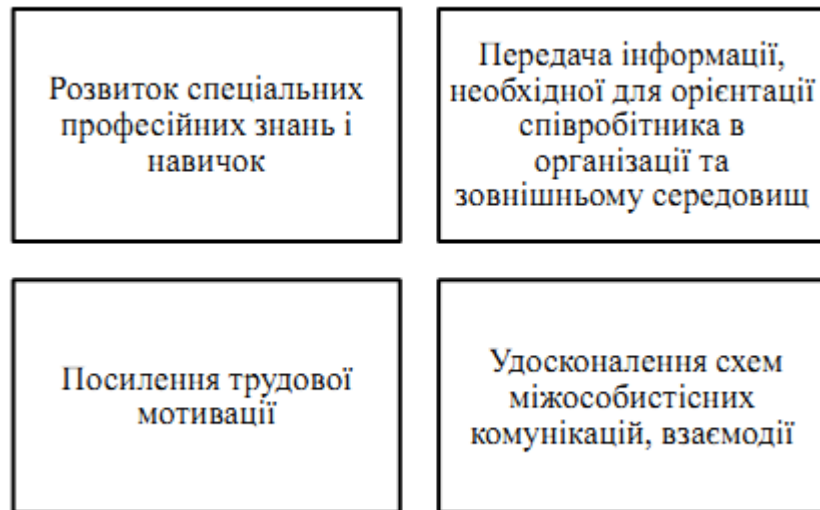 Розвиток спеціальних
професійних знань і
навичок
Передача інформації,
необхідної для орієнтації
співробітника в
організації та
зовнішньому середовищ
Посилення трудової
мотивації
Удосконалення схем
міжособистісних
комунікацій, взаємодії